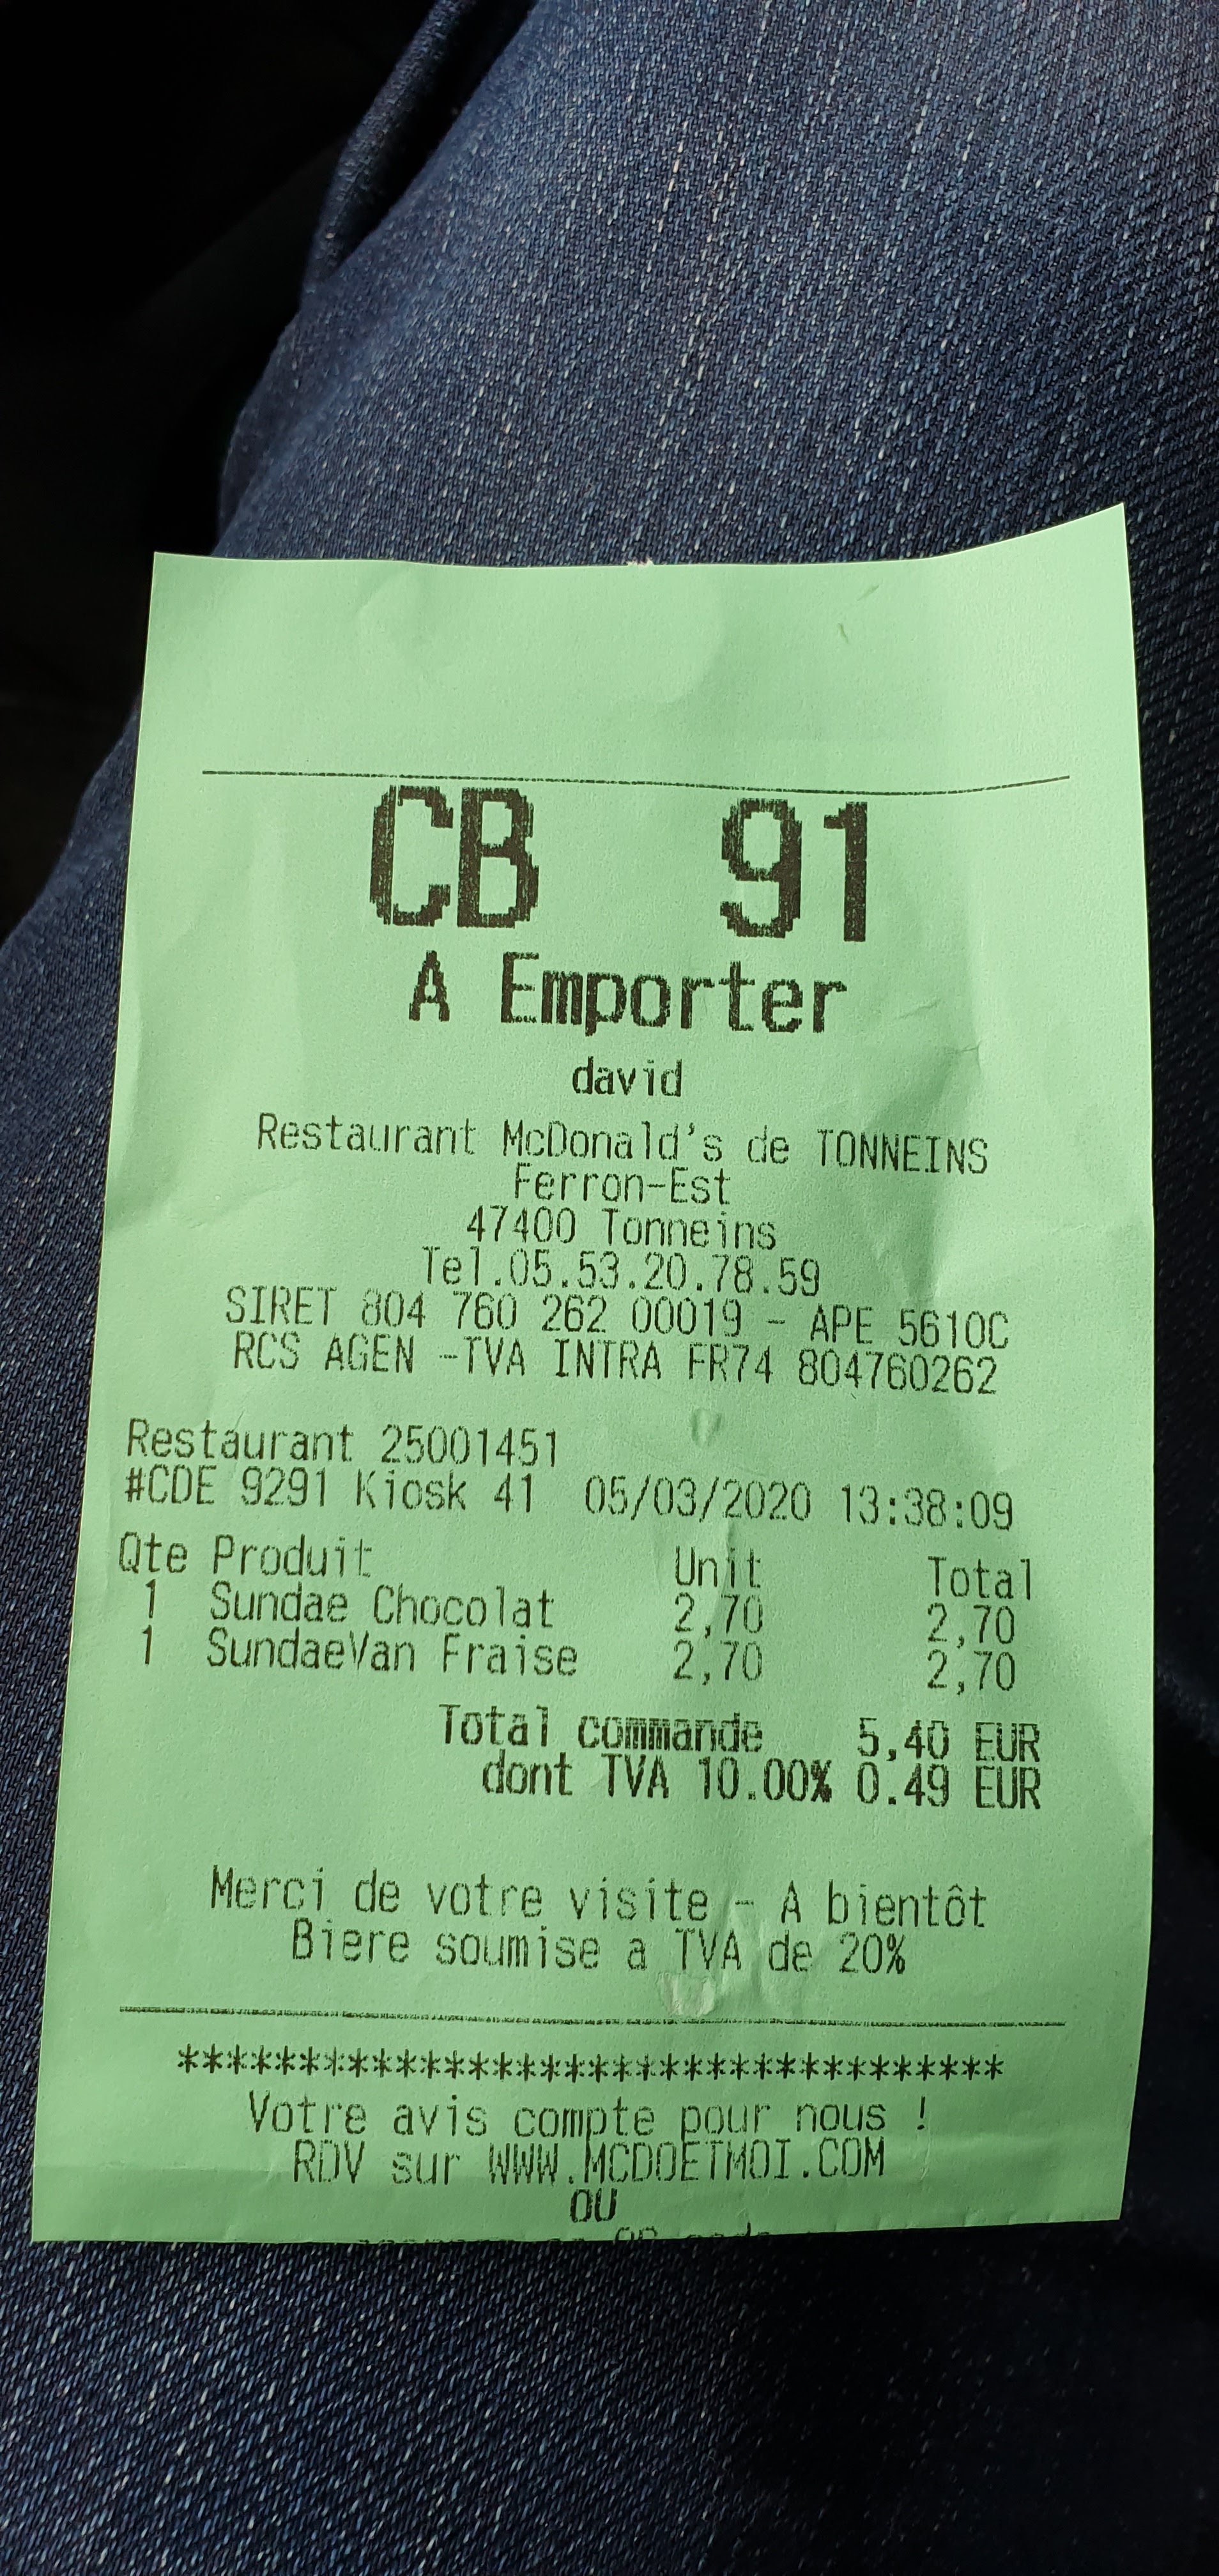 CB 91
A Emporter
david
Restaurant McDonald's de TONNEINS
Ferron-Est
47400 Tonneins
Tel.05.53.20.78.59
SIRET 804 760 262 00019 - APE 5610C
RCS AGEN -TVA INTRA FR74 804760262
Restaurant 25001451
#CDE 9291 Kiosk 41 05/03/2020 13:38:09
Qte Produit Unit Total
1 Sundae Chocolat 2,70 2,70
1 SundaeVan Fraise 2,70 2,70
Total commande 5,40 EUR
dont TVA 10.00% 0.49 EUR
Merci de votre visite - A bientôt
Biere soumise a TVA de 20%
***********************************
Votre avis compte pour nous !
RDV sur WWW.MCDOETMOI.COM
OU